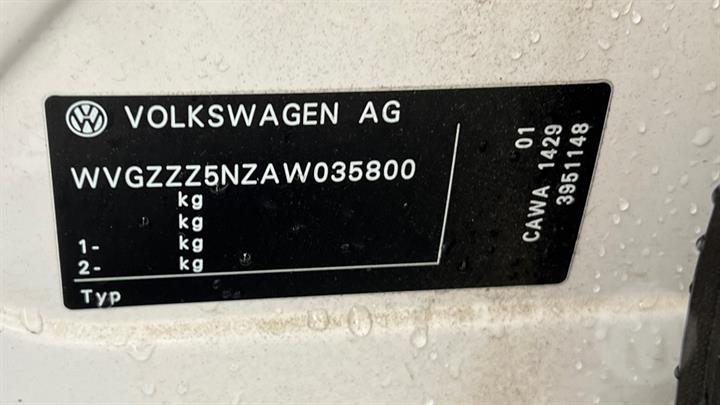 VOLKSWAGEN AG
WVGZZZ5NZAW035800
kg
kg
1- kg
2- kg
Typ
01
CAWA 1429
3951148